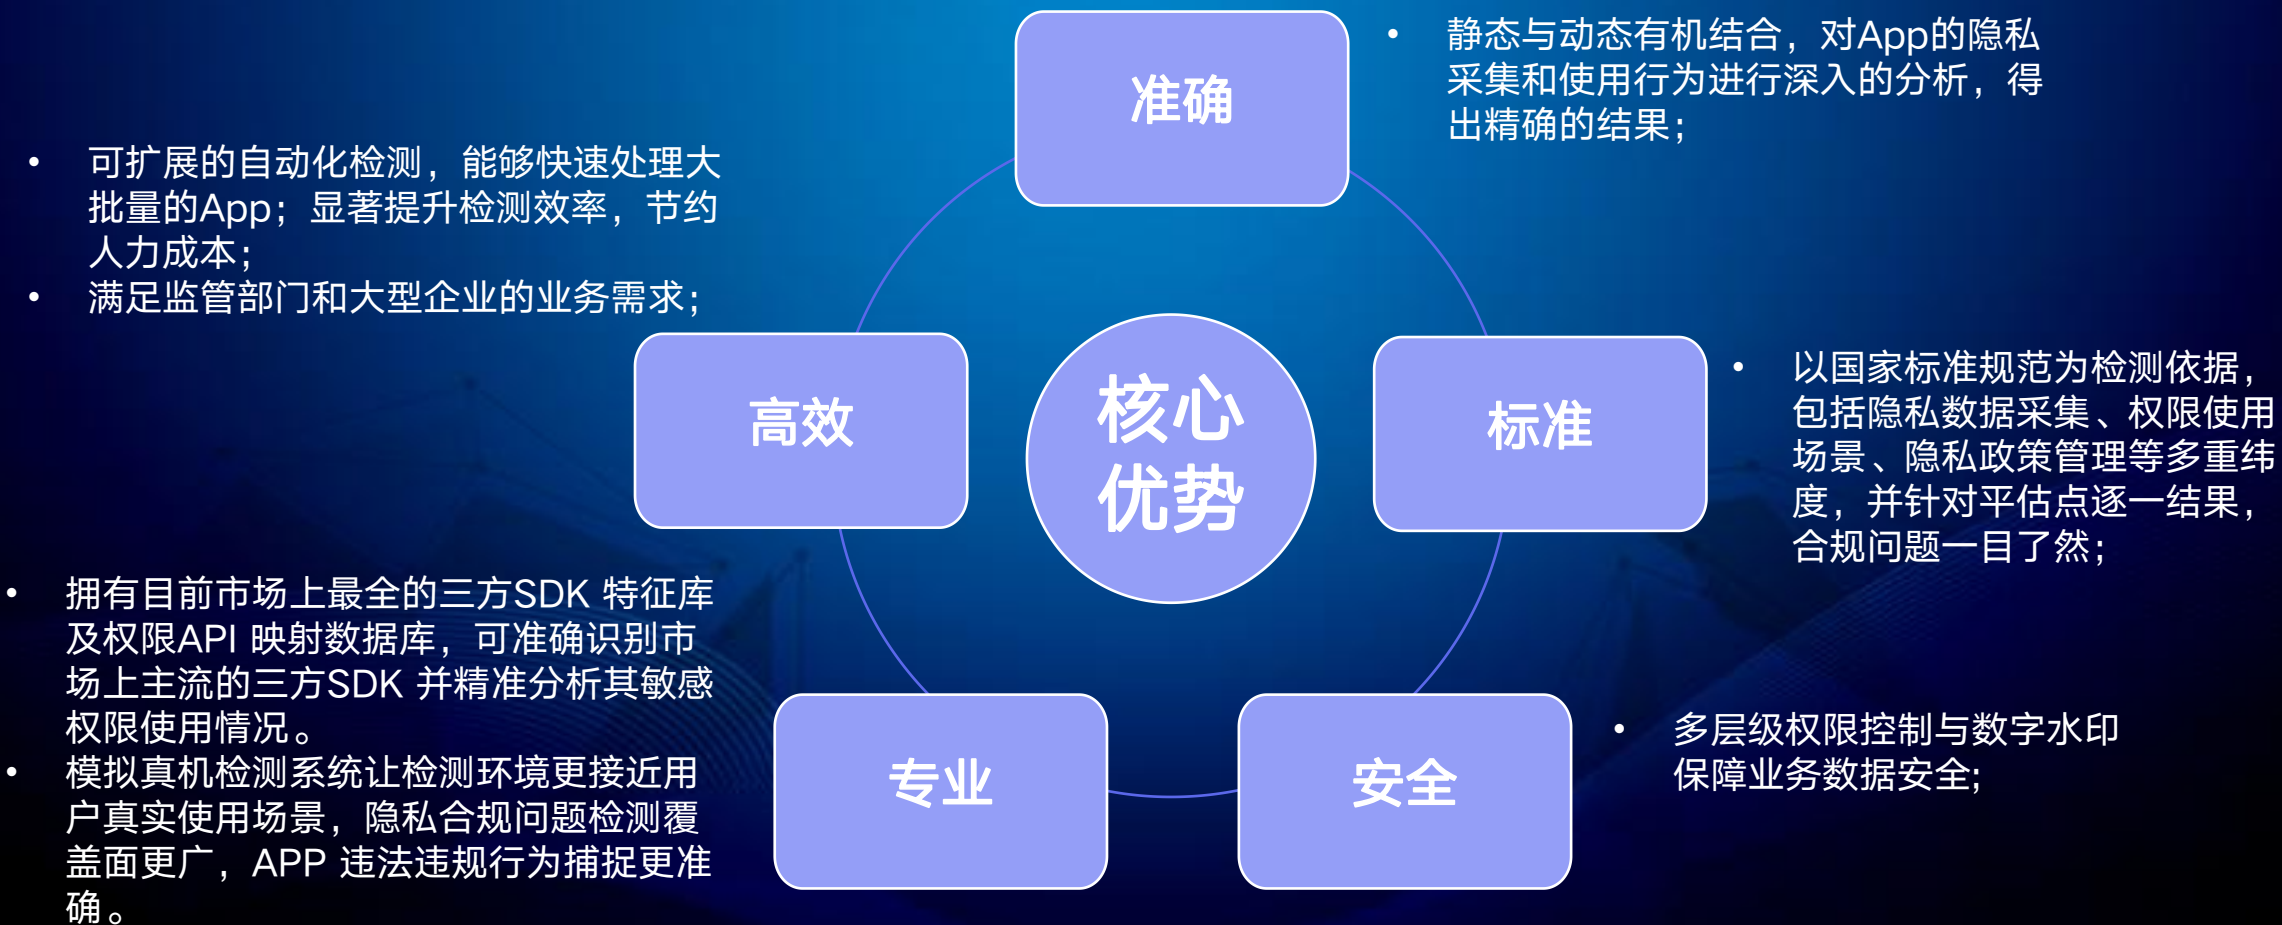 准确
• 静态与动态有机结合，对App的隐私
采集和使用行为进行深入的分析，得
出精确的结果；
• 可扩展的自动化检测，能够快速处理大
批量的App；显著提升检测效率，节约
人力成本；
• 满足监管部门和大型企业的业务需求；
高效
核心
优势
标准
• 以国家标准规范为检测依据，
包括隐私数据采集、权限使用
场景、隐私政策管理等多重纬
度，并针对平估点逐一结果，
合规问题一目了然；
• 拥有目前市场上最全的三方SDK 特征库
及权限API 映射数据库，可准确识别市
场上主流的三方SDK 并精准分析其敏感
权限使用情况。
• 模拟真机检测系统让检测环境更接近用
户真实使用场景，隐私合规问题检测覆
盖面更广，APP 违法违规行为捕捉更准
确。
专业
安全
• 多层级权限控制与数字水印
保障业务数据安全；